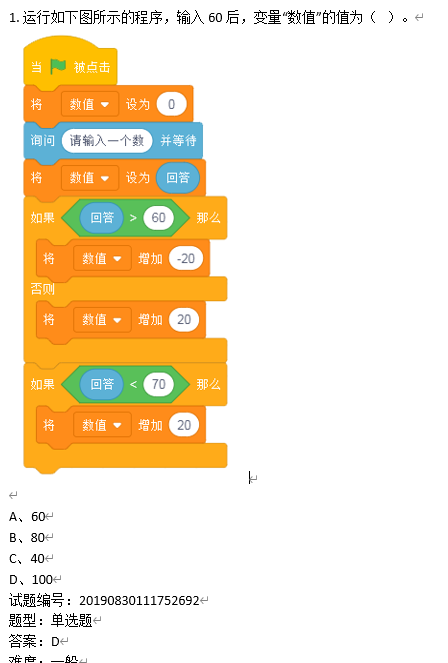 1. 运行如下图所示的程序，输入 60 后，变量“数值”的值为（  ）。
当 被点击
将 数值 设为 0
询问 请输入一个数 并等待
将 数值 设为 回答
如果 回答 > 60 那么
将 数值 增加 -20
否则
将 数值 增加 20
如果 回答 < 70 那么
将 数值 增加 20
A、60
B、80
C、40
D、100
试题编号：20190830111752692
题型：单选题
答案：D
难度：一般